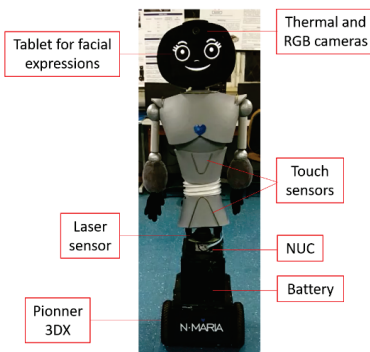 Thermal and
RGB cameras
Tablet for facial
expressions
Touch
sensors
Laser
sensor
NUC
Battery
Pionner
3DX
N-MARIA